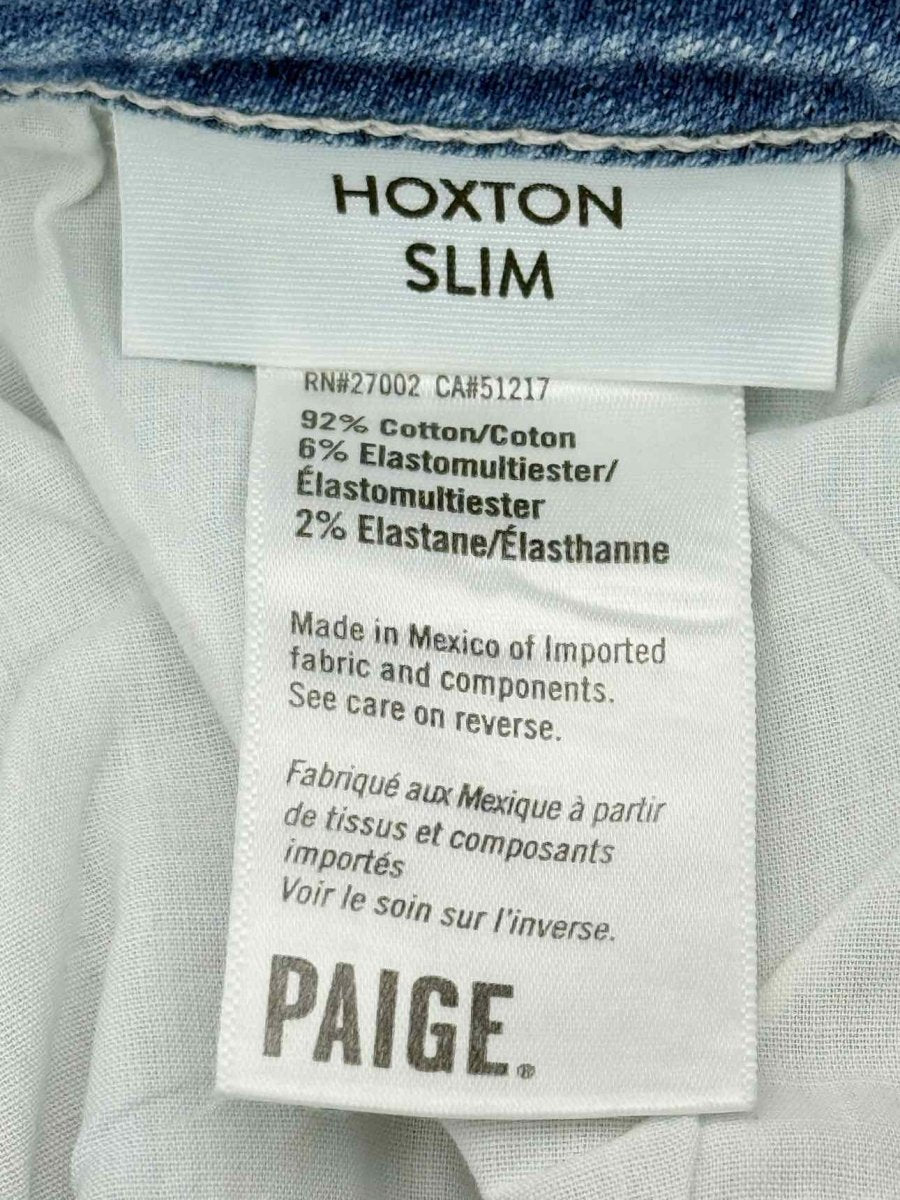 HOXTON
SLIM
RN#27002 CA#51217
92% Cotton/Coton
6% Elastomultiester/
Élastomultiester
2% Elastane/Élasthanne
Made in Mexico of Imported
fabric and components.
See care on reverse.
Fabriqué aux Mexique à partir
de tissus et composants
importés
Voir le soin sur l'inverse.
PAIGE®